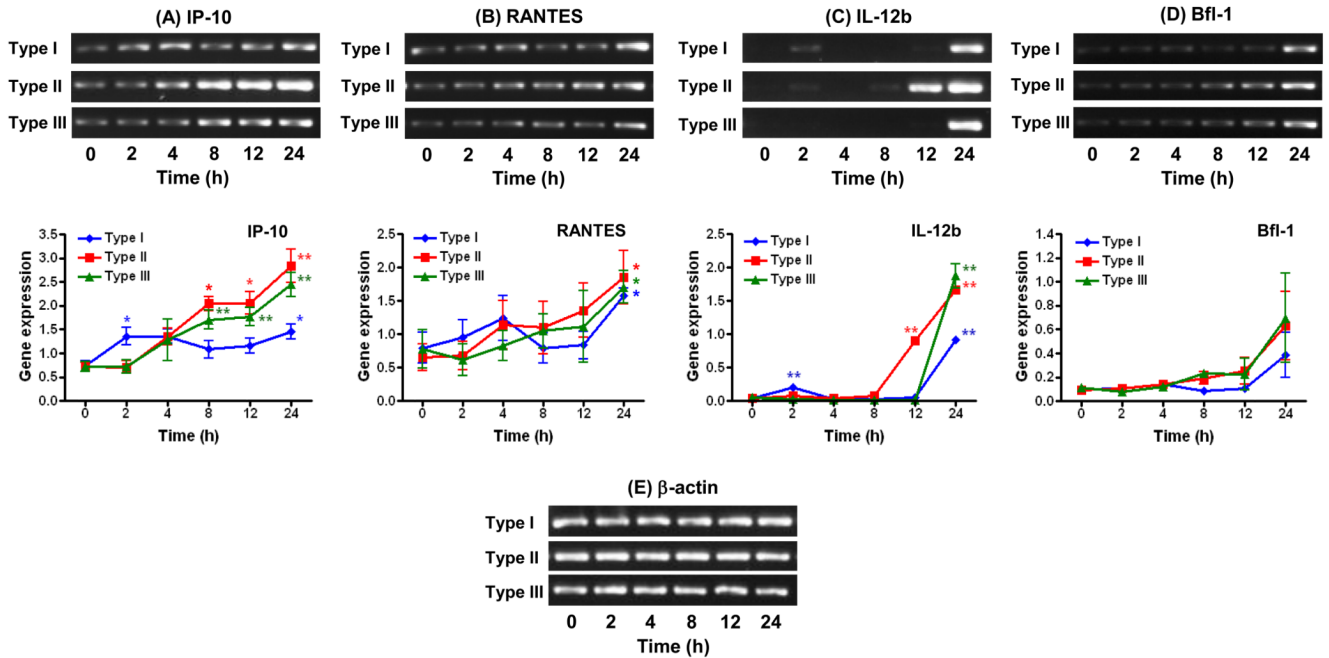 (A) IP-10
Type I
Type II
Type III
0 2 4 8 12 24
Time (h)
(B) RANTES
Type I
Type II
Type III
0 2 4 8 12 24
Time (h)
(C) IL-12b
Type I
Type II
Type III
0 2 4 8 12 24
Time (h)
(D) Bfl-1
Type I
Type II
Type III
0 2 4 8 12 24
Time (h)
IP-10
Type I
Type II
Type III
Gene expression
3.5
3.0
2.5
2.0
1.5
1.0
0.5
0.0
* * * ** ** ** ** ** *
0 2 4 8 12 24
Time (h)
RANTES
Type I
Type II
Type III
Gene expression
2.5
2.0
1.5
1.0
0.5
0.0
*
*
*
0 2 4 8 12 24
Time (h)
IL-12b
Type I
Type II
Type III
Gene expression
2.5
2.0
1.5
1.0
0.5
0.0
** ** ** ** **
0 2 4 8 12 24
Time (h)
Bfl-1
Type I
Type II
Type III
Gene expression
1.4
1.2
1.0
0.8
0.6
0.4
0.2
0.0
0 2 4 8 12 24
Time (h)
(E) β-actin
Type I
Type II
Type III
0 2 4 8 12 24
Time (h)